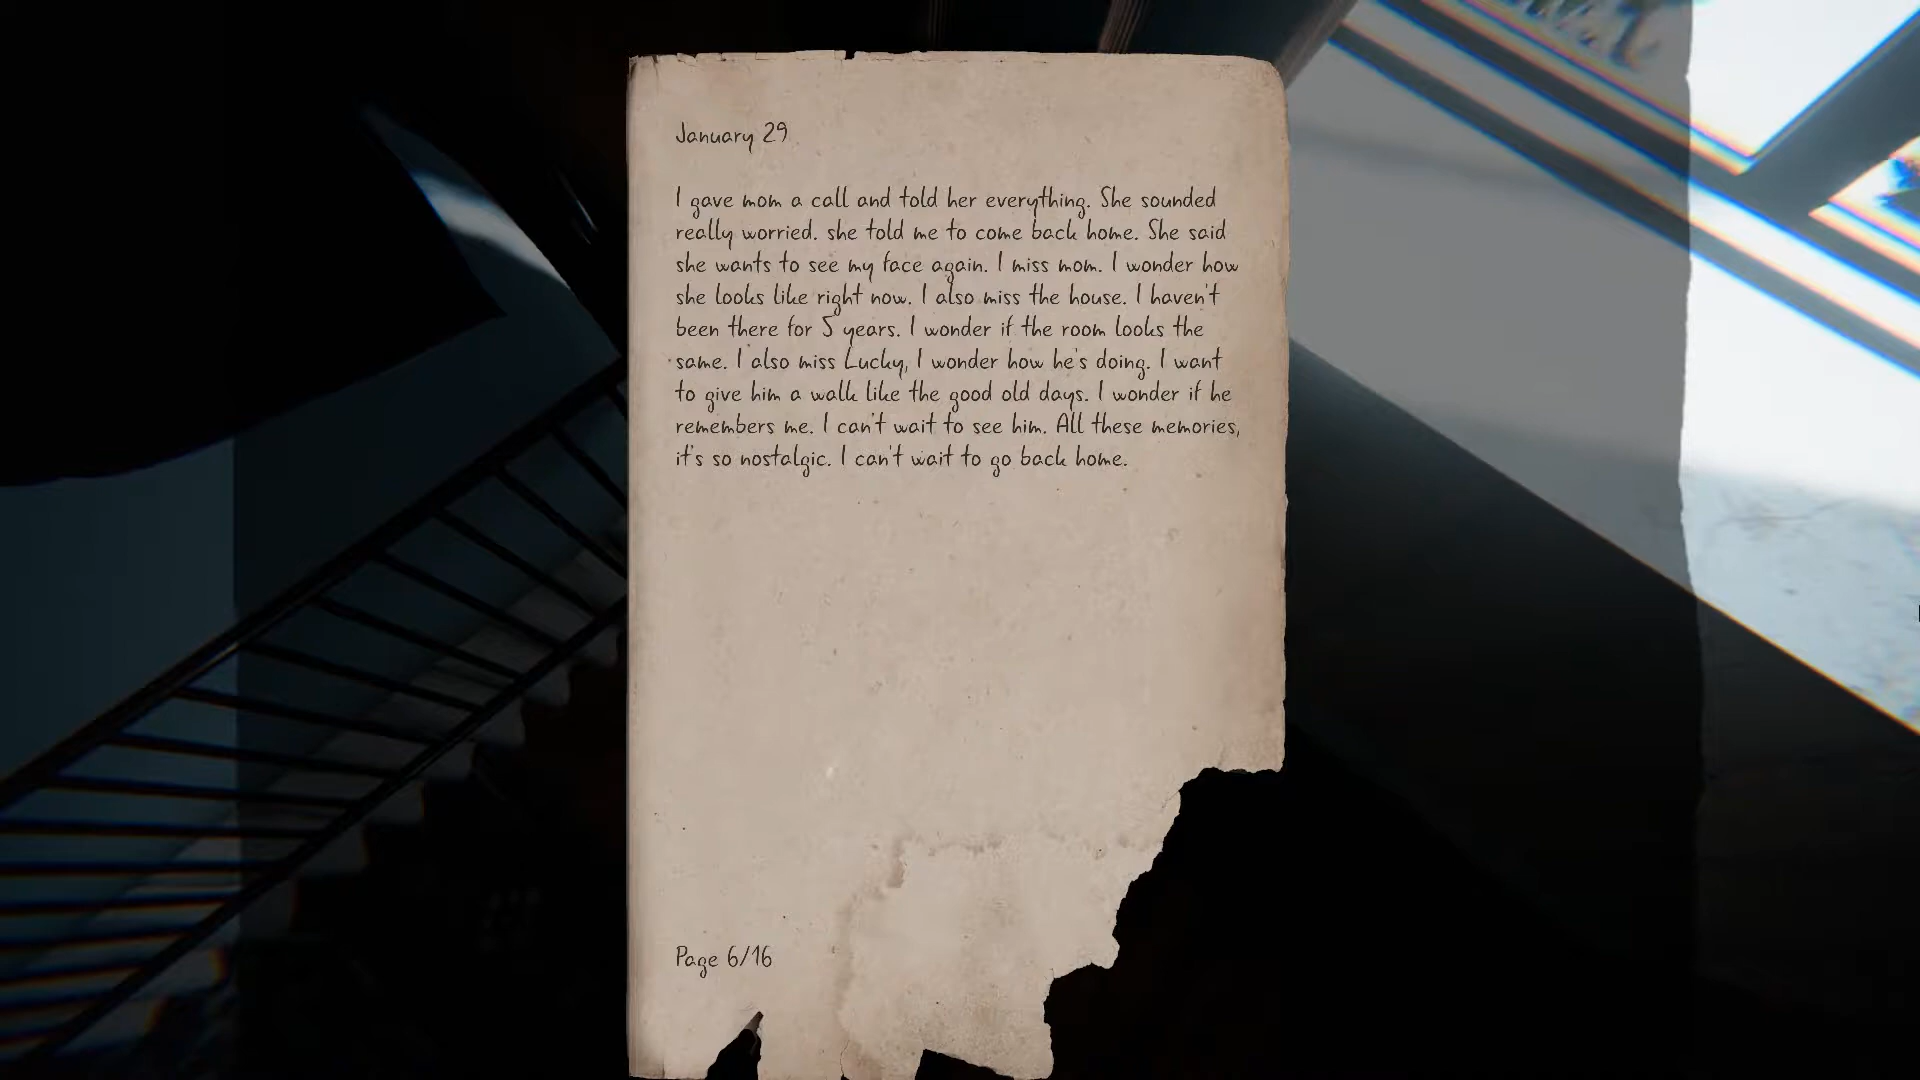 January 29
I gave mom a call and told her everything. She sounded
really worried. she told me to come back home. She said
she wants to see my face again. I miss mom. I wonder how
she looks like right now. I also miss the house. I haven't
been there for 5 years. I wonder if the room looks the
same. I also miss Lucky, I wonder how he's doing. I want
to give him a walk like the good old days. I wonder if he
remembers me. I can't wait to see him. All these memories,
it's so nostalgic. I can't wait to go back home.
Page 6/16